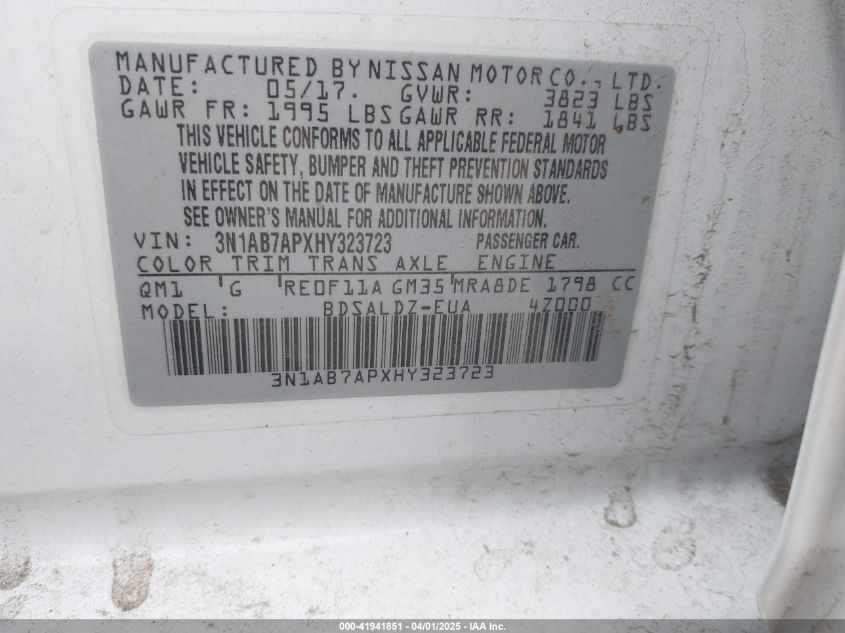 MANUFACTURED BY NISSAN MOTOR CO., LTD.
DATE: 05/17. GVWR: 3823 LBS
GAWR FR: 1995 LBS GAWR RR: 1841 LBS
THIS VEHICLE CONFORMS TO ALL APPLICABLE FEDERAL MOTOR
VEHICLE SAFETY, BUMPER AND THEFT PREVENTION STANDARDS
IN EFFECT ON THE DATE OF MANUFACTURE SHOWN ABOVE.
SEE OWNER'S MANUAL FOR ADDITIONAL INFORMATION.
VIN: 3N1AB7APXHY323723 PASSENGER CAR.
COLOR TRIM TRANS AXLE ENGINE
QM1 'G 'RE0F11A GM35 'MRA8DE 1798 CC
MODEL: BDSALDZ-EUA 4Z000
3N1AB7APXHY323723
000-41941851 | 04/01/2025 | IAA Inc.